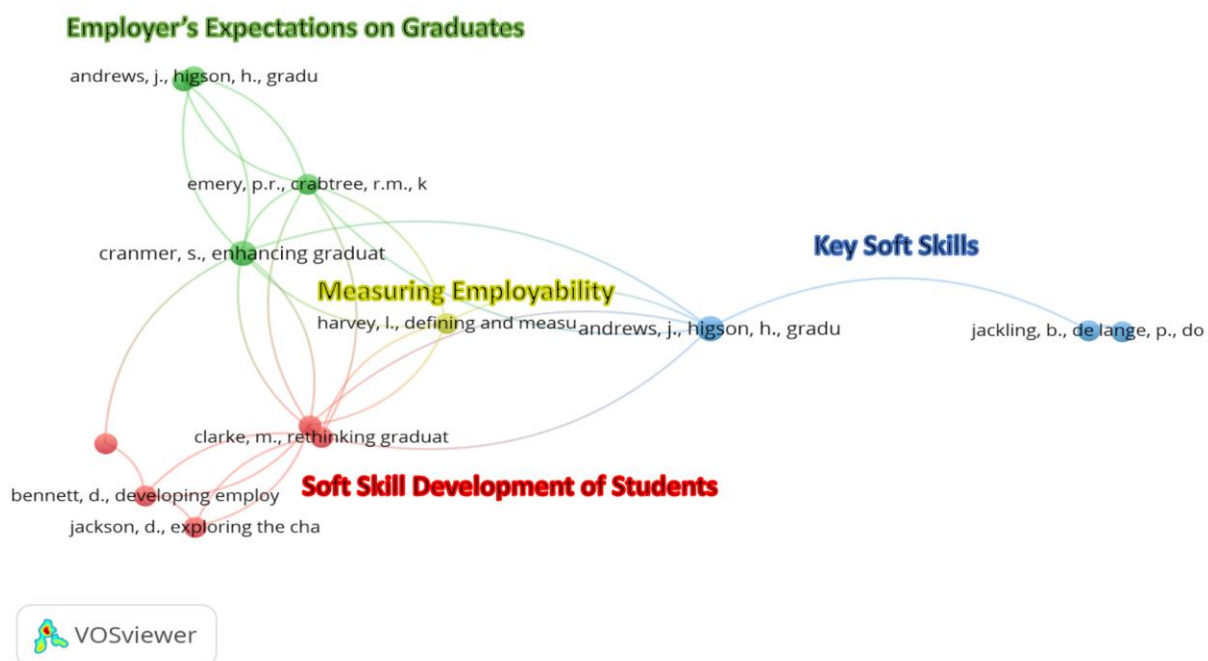 Employer’s Expectations on Graduates
andrews, j., higson, h., gradu
emery, p.r., crabtree, r.m., k
cranmer, s., enhancing graduat
Key Soft Skills
Measuring Employability
harvey, l., defining and measu
andrews, j., higson, h., gradu
jackling, b., de lange, p., do
clarke, m., rethinking graduat
Soft Skill Development of Students
bennett, d., developing employ
jackson, d., exploring the cha
VOSviewer